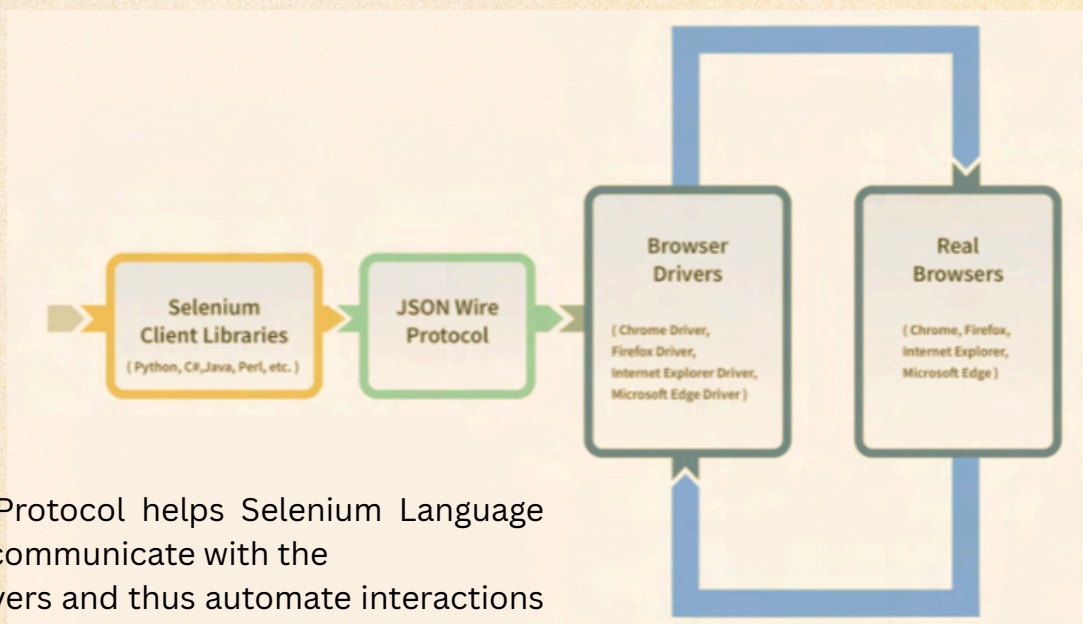 Selenium
Client Libraries
( Python, C#,Java, Perl, etc. )
JSON Wire
Protocol
Browser
Drivers
( Chrome Driver,
Firefox Driver,
Internet Explorer Driver,
Microsoft Edge Driver )
Real
Browsers
( Chrome, Firefox,
Internet Explorer,
Microsoft Edge )
Protocol helps Selenium Language
communicate with the
vers and thus automate interactions